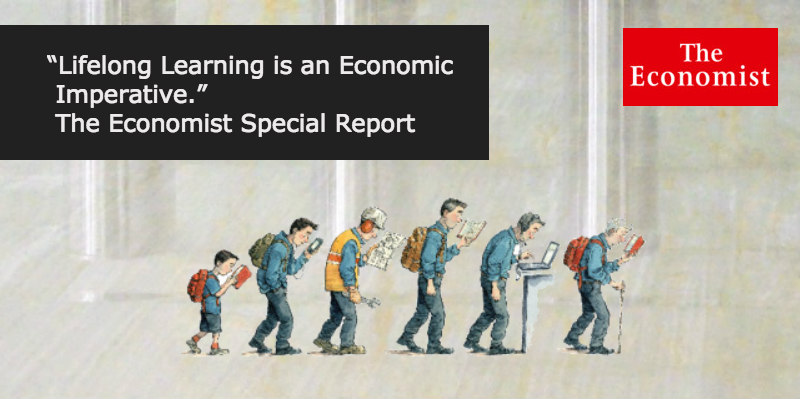 “Lifelong Learning is an Economic
Imperative.”
The Economist Special Report
The
Economist